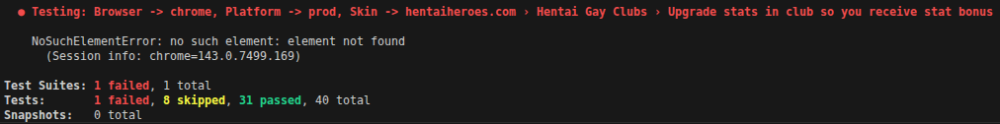 ● Testing: Browser -> chrome, Platform -> prod, Skin -> hentaiheroes.com › Hentai Gay Clubs › Upgrade stats in club so you receive stat bonus
NoSuchElementError: no such element: element not found
(Session info: chrome=143.0.7499.169)
Test Suites: 1 failed, 1 total
Tests: 1 failed, 8 skipped, 31 passed, 40 total
Snapshots: 0 total